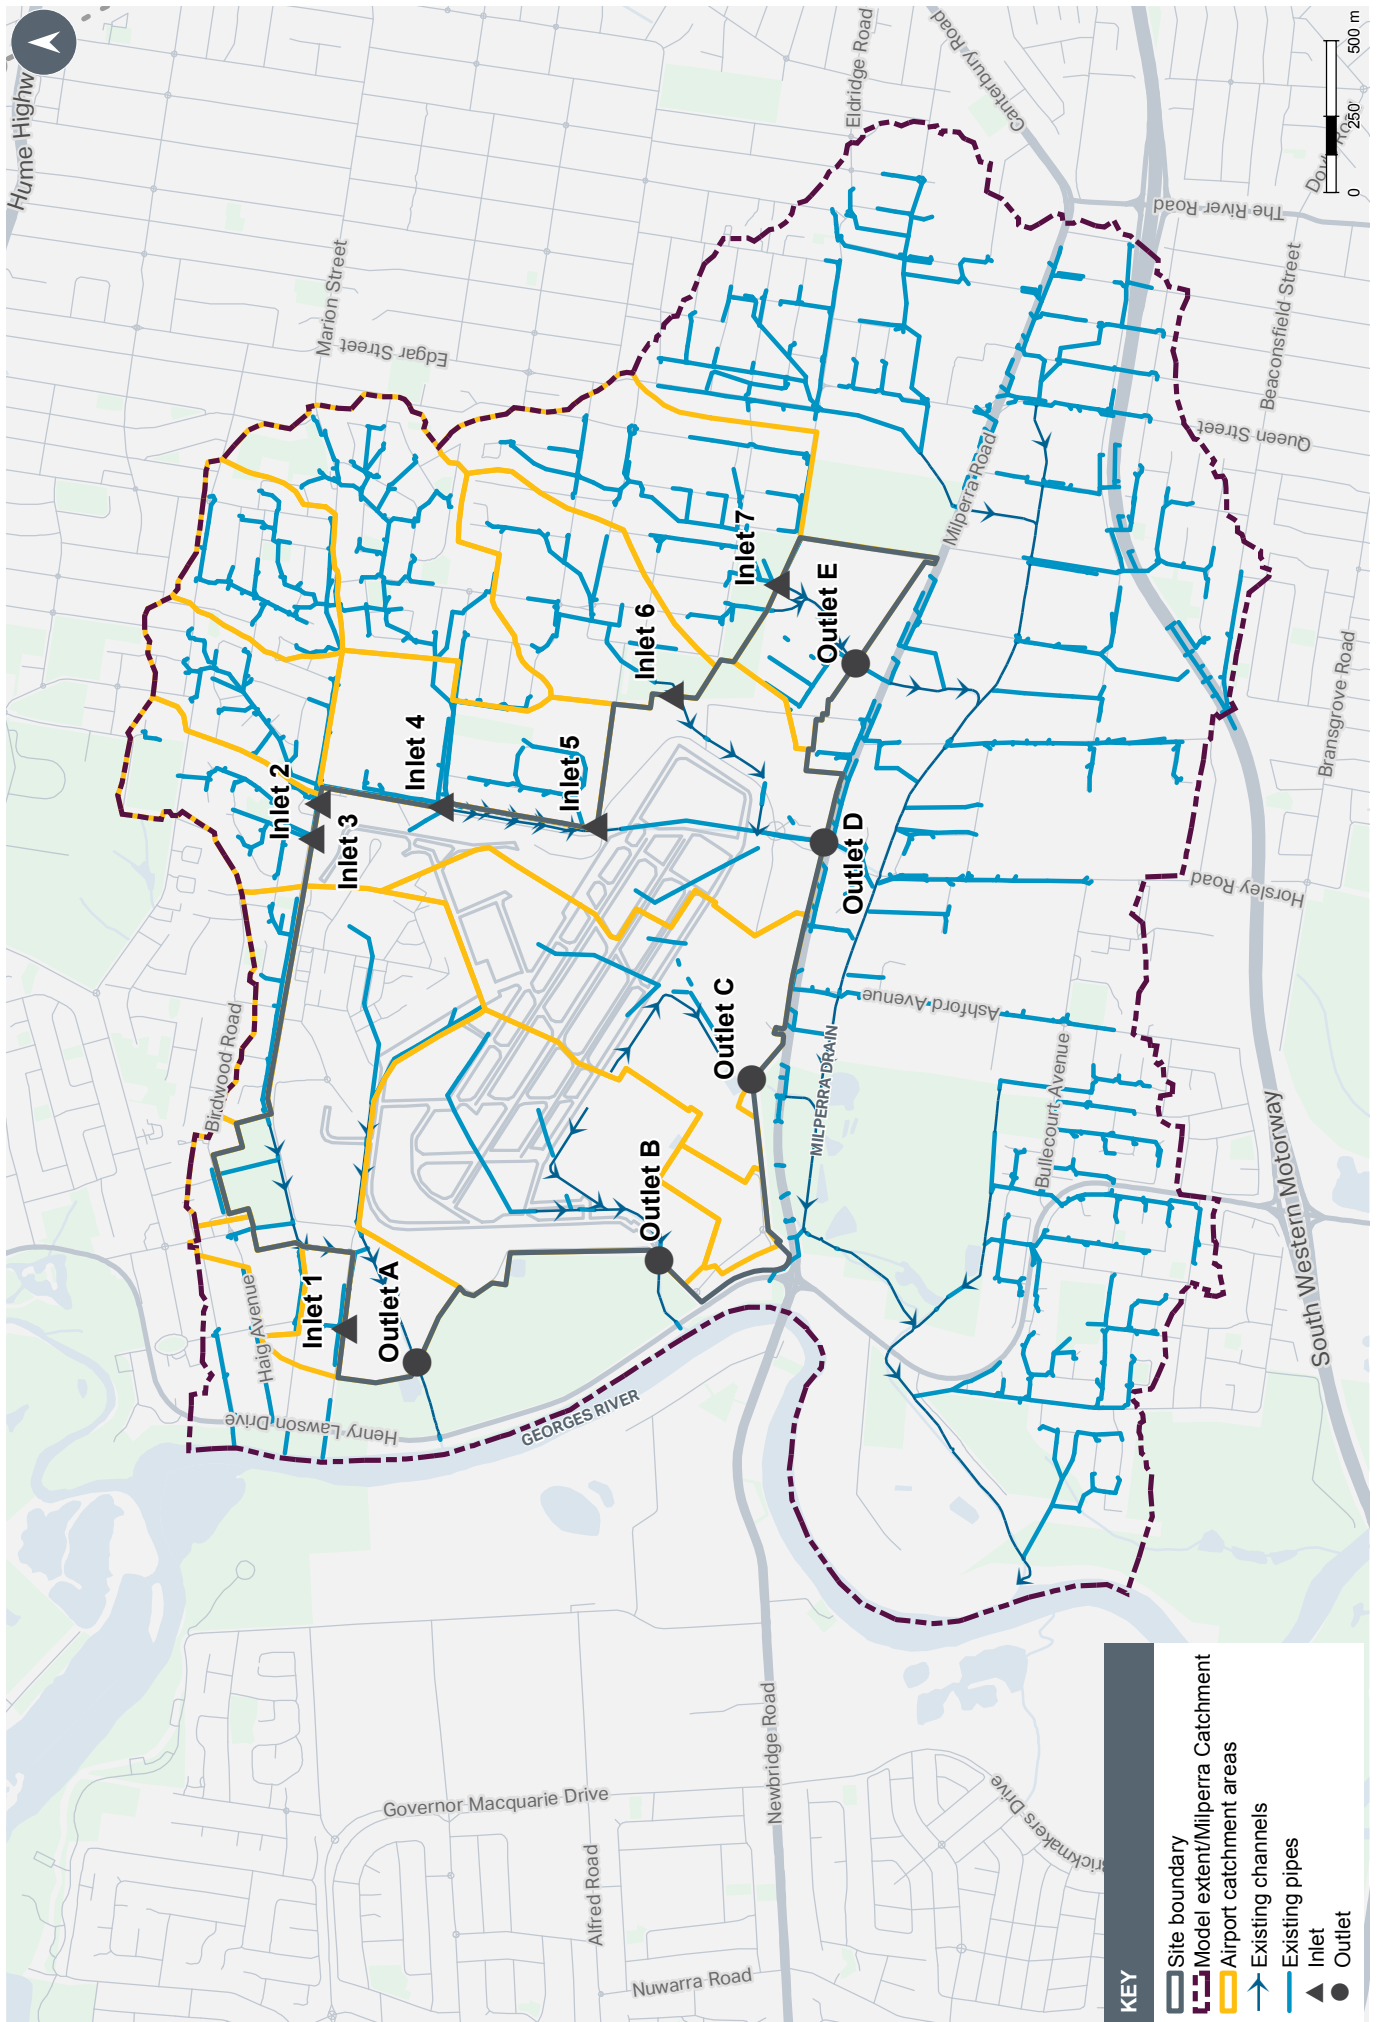 Hume Highw
Eldridge Road
Canterbury Road
500 m
250
0
The River Road
Marion Street
Edgar Street
Beaconsfield Street
Queen Street
Milperra Road
Inlet 7
Outlet E
Inlet 6
Bransgrove Road
Inlet 4
Inlet 5
Inlet 2
Inlet 3
Outlet D
Horsley Road
Ashford Avenue
Outlet C
Birdwood Road
MILPERRA DRAIN
Bullecourt Avenue
South Western Motorway
Outlet B
Haig Avenue
Inlet 1
Outlet A
Henry Lawson Drive
GEORGES RIVER
Newbridge Road
Governor Macquarie Drive
Alfred Road
Nuwarra Road
rickmakers Drive
KEY
Site boundary
Model extent/Milperra Catchment
Airport catchment areas
Existing channels
Existing pipes
Inlet
Outlet